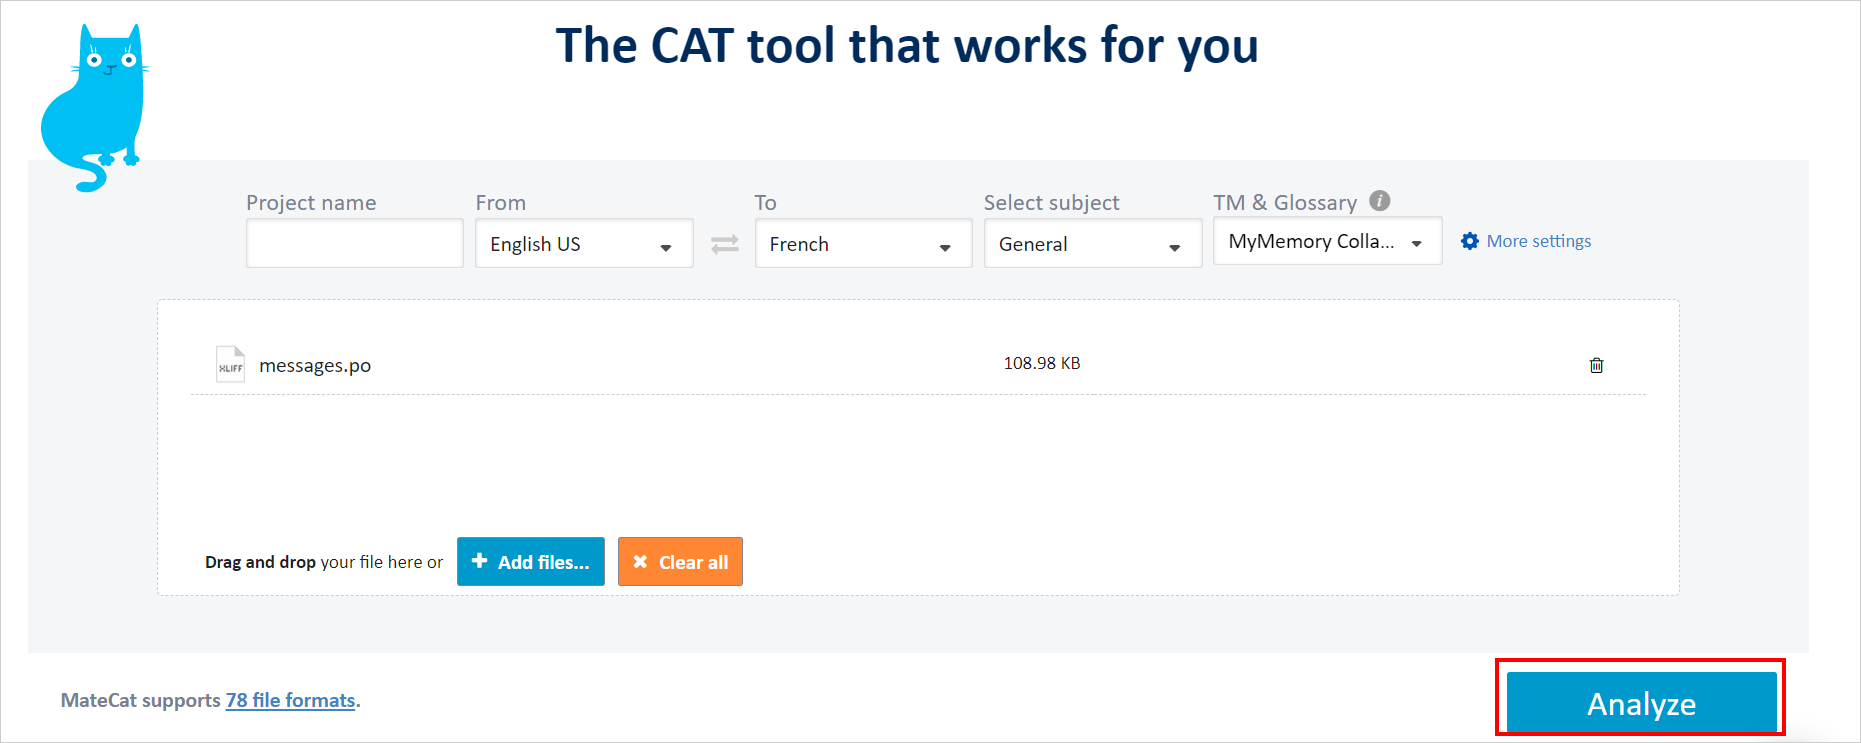 The CAT tool that works for you
Project name From To Select subject TM & Glossary i
English US French General MyMemory Colla... More settings
XLIFF messages.po 108.98 KB
Drag and drop your file here or + Add files... Clear all
MateCat supports 78 file formats.
Analyze